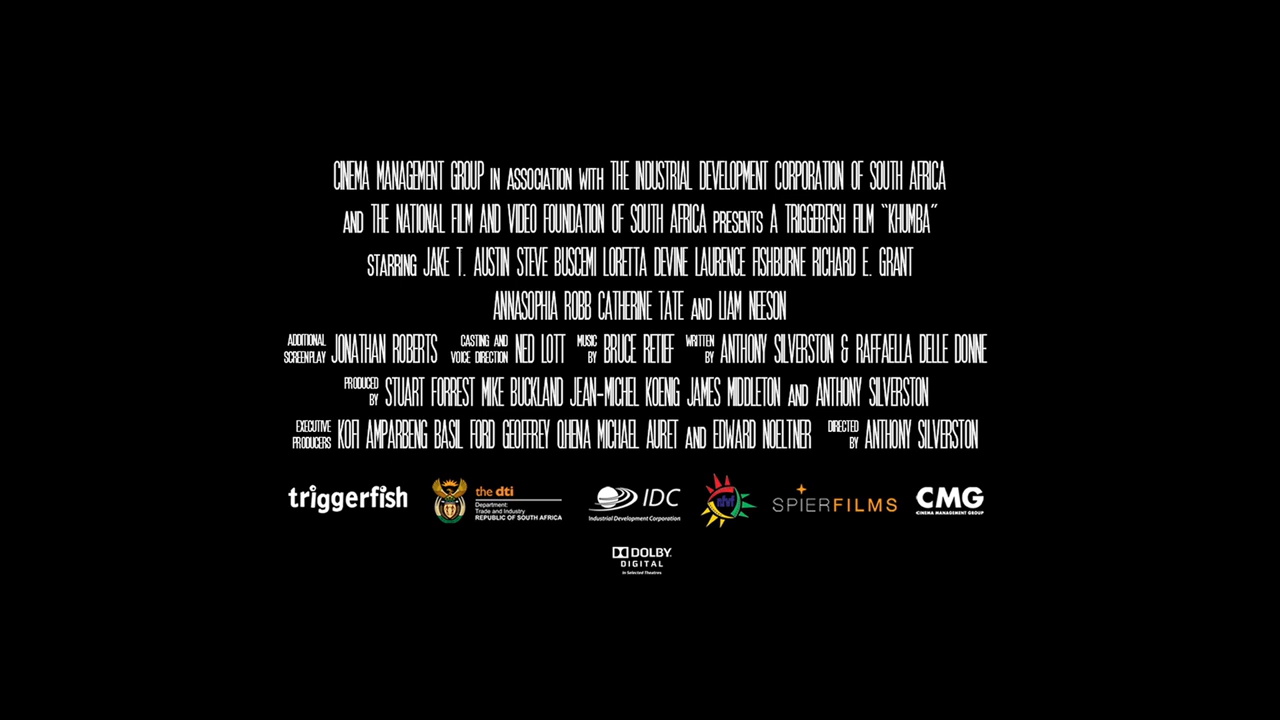 CINEMA MANAGEMENT GROUP IN ASSOCIATION WITH THE INDUSTRIAL DEVELOPMENT CORPORATION OF SOUTH AFRICA
AND THE NATIONAL FILM AND VIDEO FOUNDATION OF SOUTH AFRICA PRESENTS A TRIGGERFISH FILM "KHUMBA"
STARRING JAKE T. AUSTIN STEVE BUSCEMI LORETTA DEVINE LAURENCE FISHBURNE RICHARD E. GRANT
ANNASOPHIA ROBB CATHERINE TATE AND LIAM NEESON
ADDITIONAL SCREENPLAY JONATHAN ROBERTS CASTING AND VOICE DIRECTION NED LOTT MUSIC BY BRUCE RETIEF WRITTEN BY ANTHONY SILVERSTON & RAFFAELLA DELLE DONNE
PRODUCED BY STUART FORREST MIKE BUCKLAND JEAN-MICHEL KOENIG JAMES MIDDLETON AND ANTHONY SILVERSTON
EXECUTIVE PRODUCERS KOFI AMPARBENG BASIL FORD GEOFFREY QHENA MICHAEL AURET AND EDWARD NOELTNER DIRECTED BY ANTHONY SILVERSTON
triggerfish
the dti
Department:
Trade and Industry
REPUBLIC OF SOUTH AFRICA
IDC
Industrial Development Corporation
nfvf
SPIERFILMS
CMG
CINEMA MANAGEMENT GROUP
DOLBY
DIGITAL
In Selected Theatres